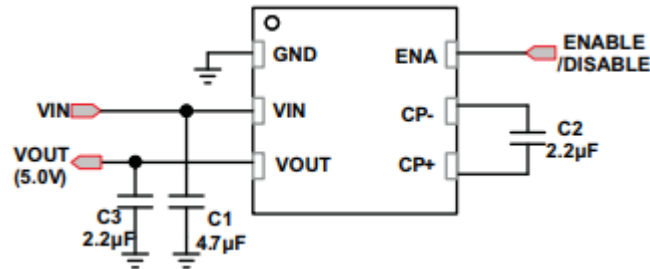 GND
ENA
ENABLE
/DISABLE
VIN
VIN
CP-
C2
2.2µF
VOUT
(5.0V)
VOUT
CP+
C3
2.2µF
C1
4.7µF